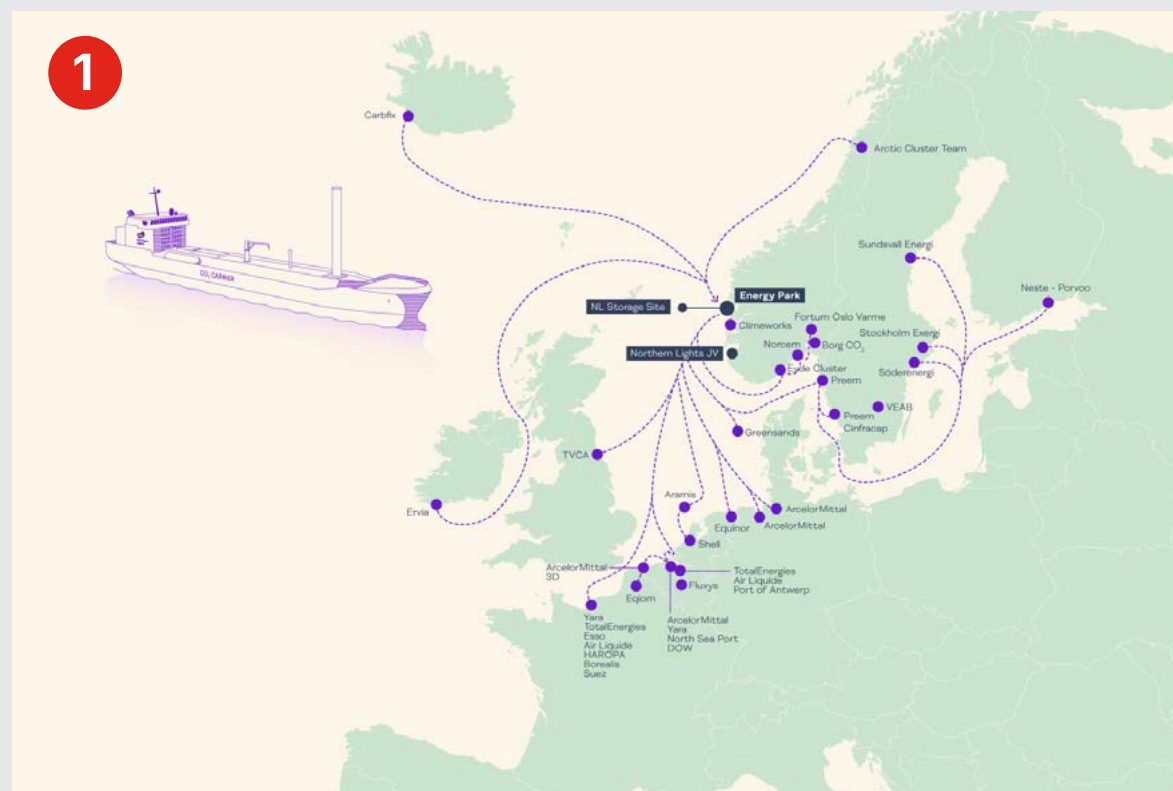 1
Carbfix
Arctic Cluster Team
CO₂ CARRIER
Sundsvall Energi
Neste - Porvoo
Energy Park
NL Storage Site
Climeworks
Fortum Oslo Varme
Stockholm Exergi
Norcem
Borg CO₂
Northern Lights JV
Eyde Cluster
Söderenergi
Preem
VEAB
Preem
Cinfracap
Greensands
TVCA
Aramis
Ervia
ArcelorMittal
Equinor
ArcelorMittal
Shell
ArcelorMittal
3D
TotalEnergies
Air Liquide
Port of Antwerp
Fluxys
Eqiom
Yara
TotalEnergies
Esso
Air Liquide
HAROPA
Borealis
Suez
ArcelorMittal
Yara
North Sea Port
DOW